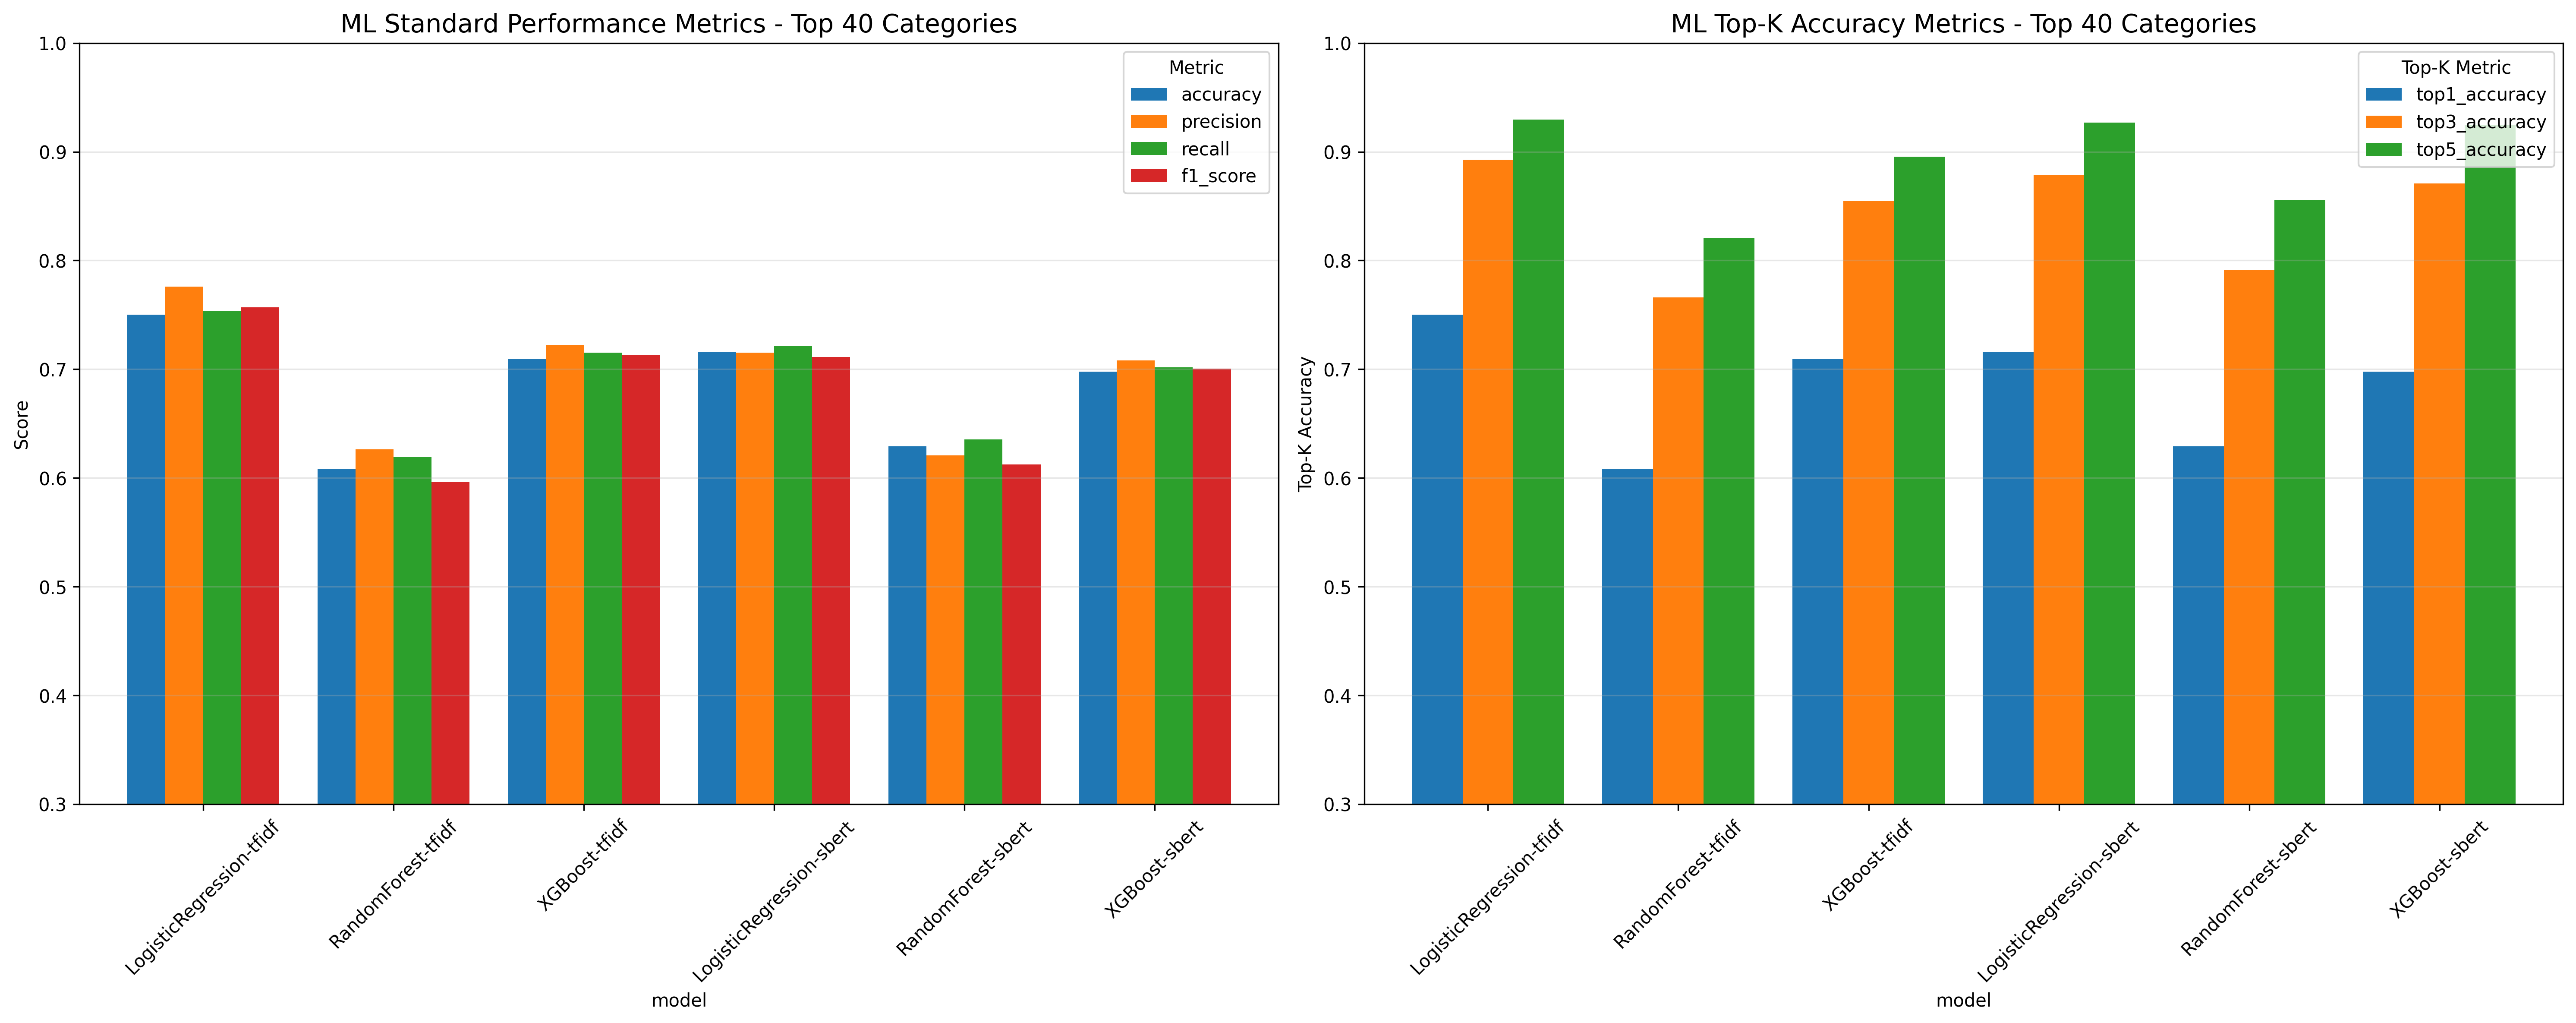 ML Standard Performance Metrics - Top 40 Categories
Metric
accuracy
precision
recall
f1_score
Score
1.0
0.9
0.8
0.7
0.6
0.5
0.4
0.3
LogisticRegression-tfidf
RandomForest-tfidf
XGBoost-tfidf
LogisticRegression-sbert
RandomForest-sbert
XGBoost-sbert
model
ML Top-K Accuracy Metrics - Top 40 Categories
Top-K Metric
top1_accuracy
top3_accuracy
top5_accuracy
Top-K Accuracy
1.0
0.9
0.8
0.7
0.6
0.5
0.4
0.3
LogisticRegression-tfidf
RandomForest-tfidf
XGBoost-tfidf
LogisticRegression-sbert
RandomForest-sbert
XGBoost-sbert
model